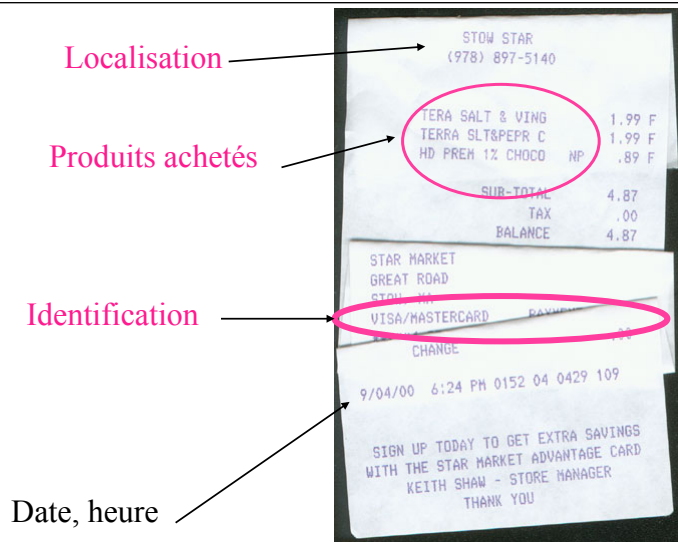 Localisation
Produits achetés
Identification
Date, heure
STOW STAR
(978) 897-5140
TERA SALT & VING 1.99 F
TERRA SLT&PEPR C 1.99 F
HD PREM 1% CHOCO NP .89 F
SUB-TOTAL 4.87
TAX .00
BALANCE 4.87
STAR MARKET
GREAT ROAD
STOW, MA
VISA/MASTERCARD
CHANGE
9/04/00 6:24 PM 0152 04 0429 109
SIGN UP TODAY TO GET EXTRA SAVINGS
WITH THE STAR MARKET ADVANTAGE CARD
KEITH SHAW - STORE MANAGER
THANK YOU